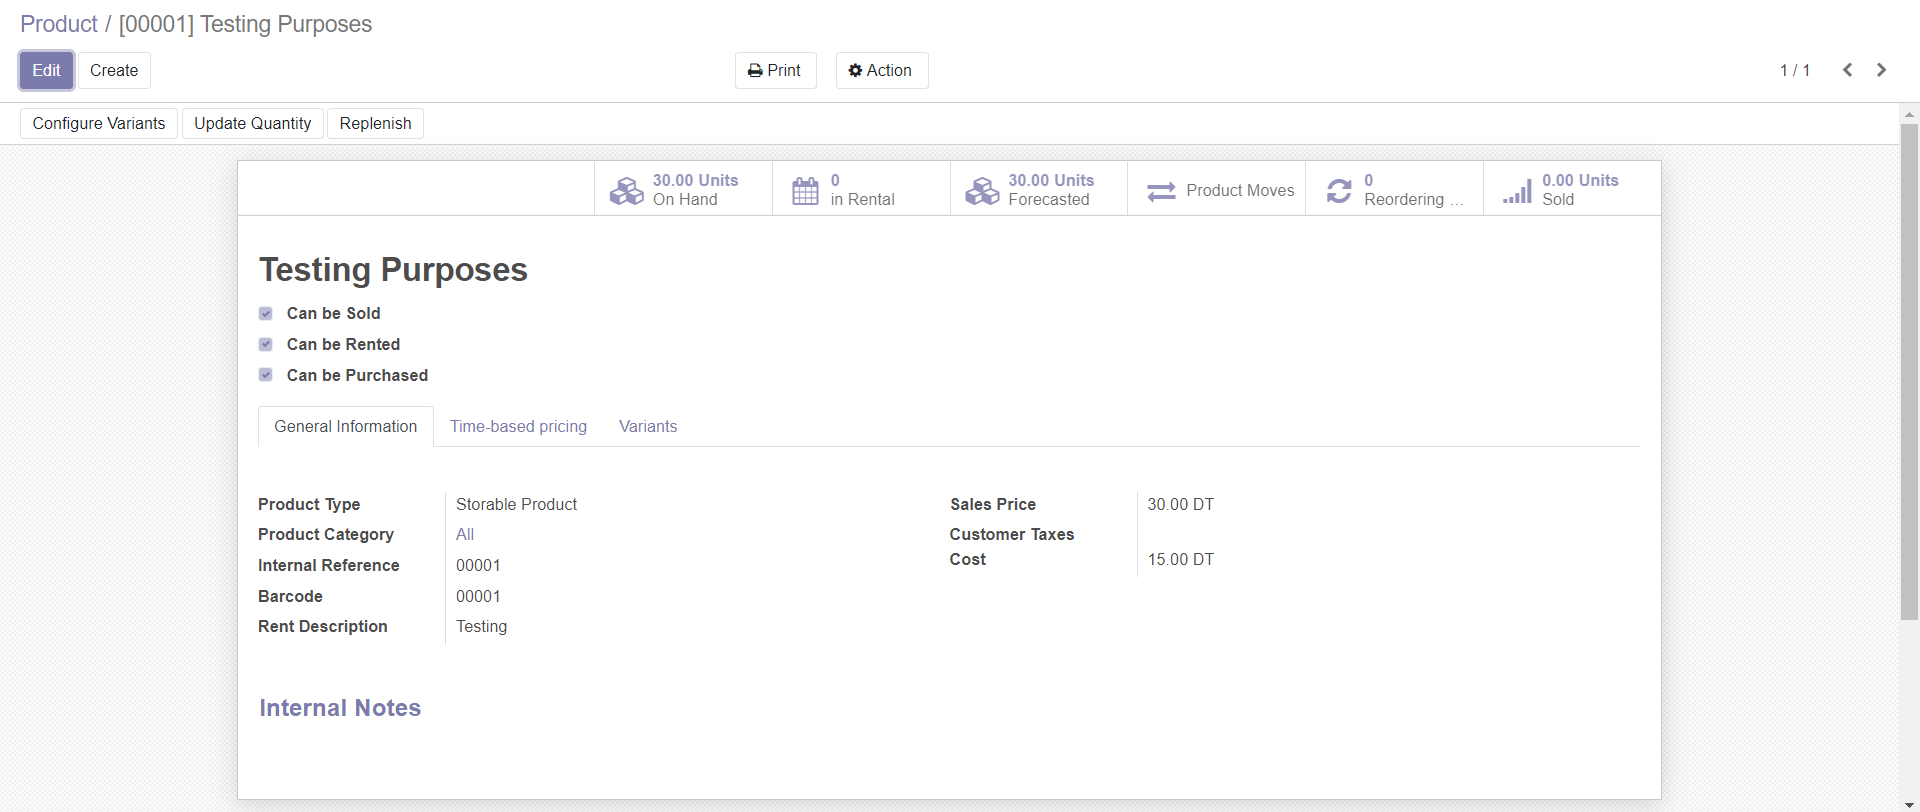 Product / [00001] Testing Purposes
Edit Create Print Action 1 / 1
Configure Variants Update Quantity Replenish
30.00 Units
On Hand
0
in Rental
30.00 Units
Forecasted
Product Moves
0
Reordering ...
0.00 Units
Sold
Testing Purposes
Can be Sold
Can be Rented
Can be Purchased
General Information Time-based pricing Variants
Product Type Storable Product
Product Category All
Internal Reference 00001
Barcode 00001
Rent Description Testing
Sales Price 30.00 DT
Customer Taxes
Cost 15.00 DT
Internal Notes